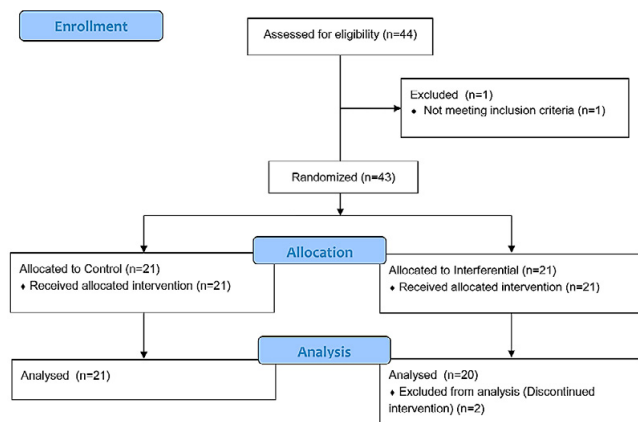 Enrollment
Assessed for eligibility (n=44)
Excluded (n=1)
♦ Not meeting inclusion criteria (n=1)
Randomized (n=43)
Allocation
Allocated to Control (n=21)
♦ Received allocated intervention (n=21)
Allocated to Interferential (n=21)
♦ Received allocated intervention (n=21)
Analysis
Analysed (n=21)
Analysed (n=20)
♦ Excluded from analysis (Discontinued
intervention) (n=2)